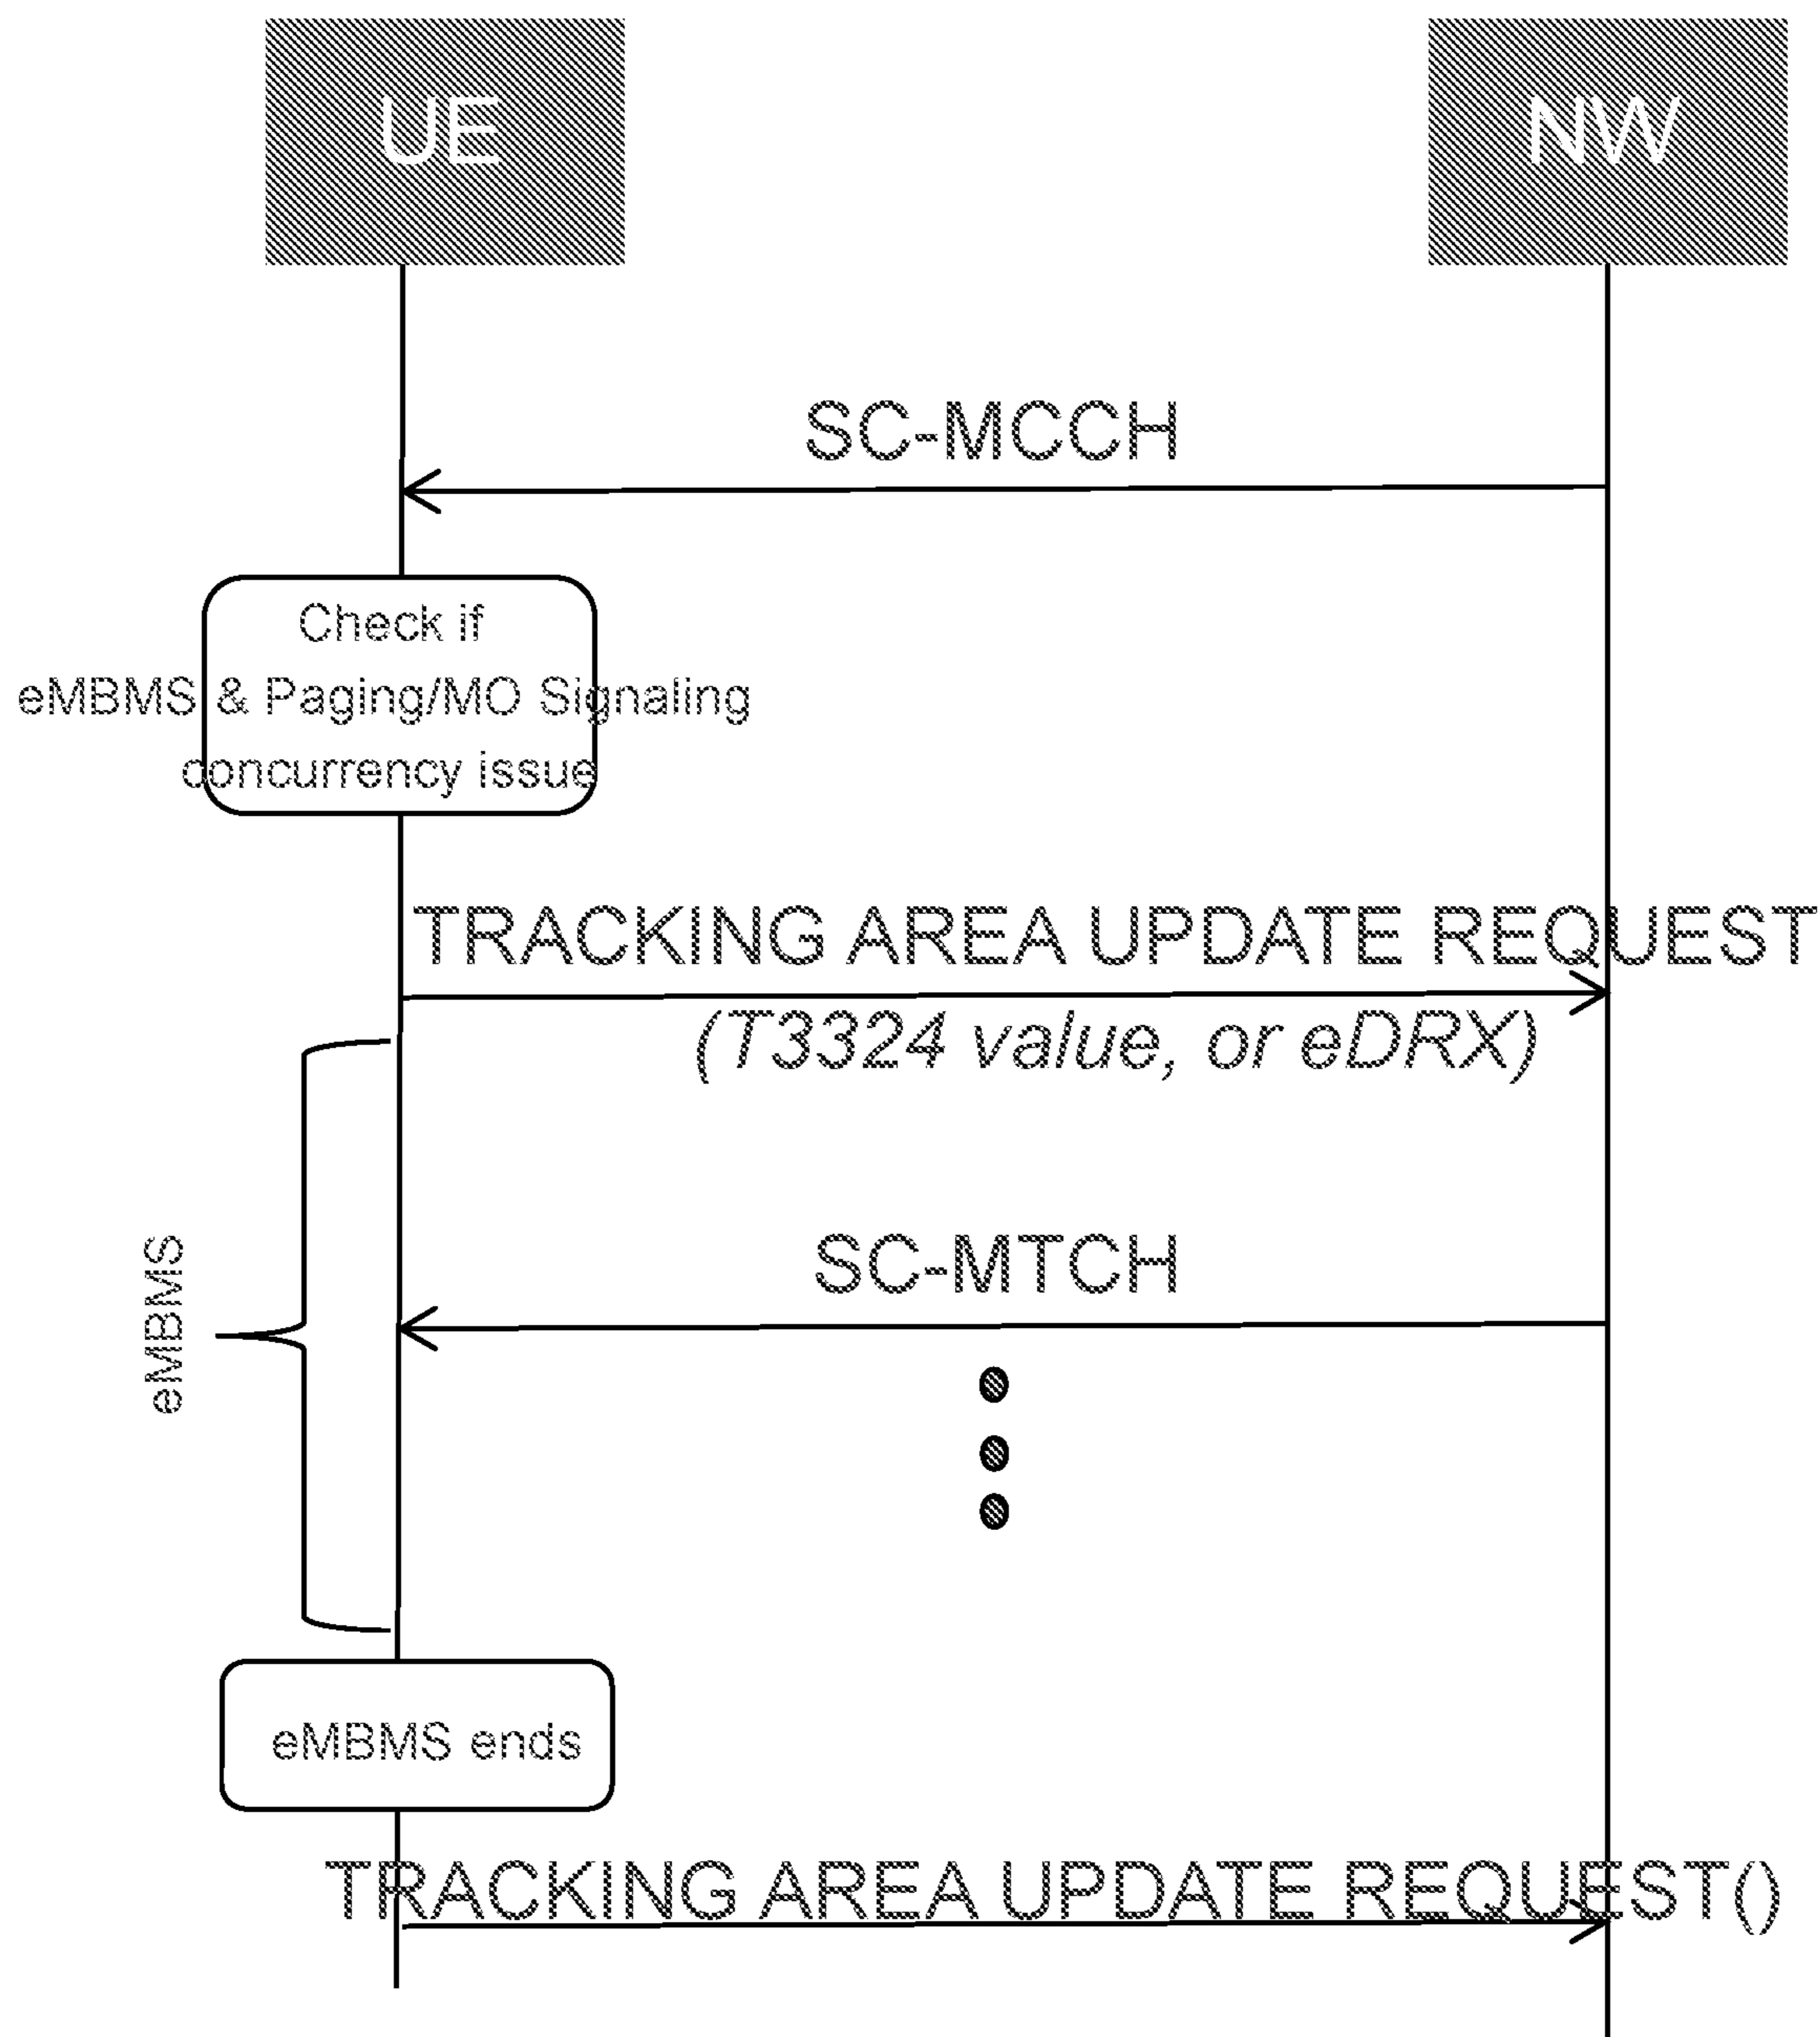 UE
NW
SC-MCCH
Check if
eMBMS & Paging/MO Signaling
concurrency issue
TRACKING AREA UPDATE REQUEST
(T3324 value, or eDRX)
eMBMS
SC-MTCH
eMBMS ends
TRACKING AREA UPDATE REQUEST()